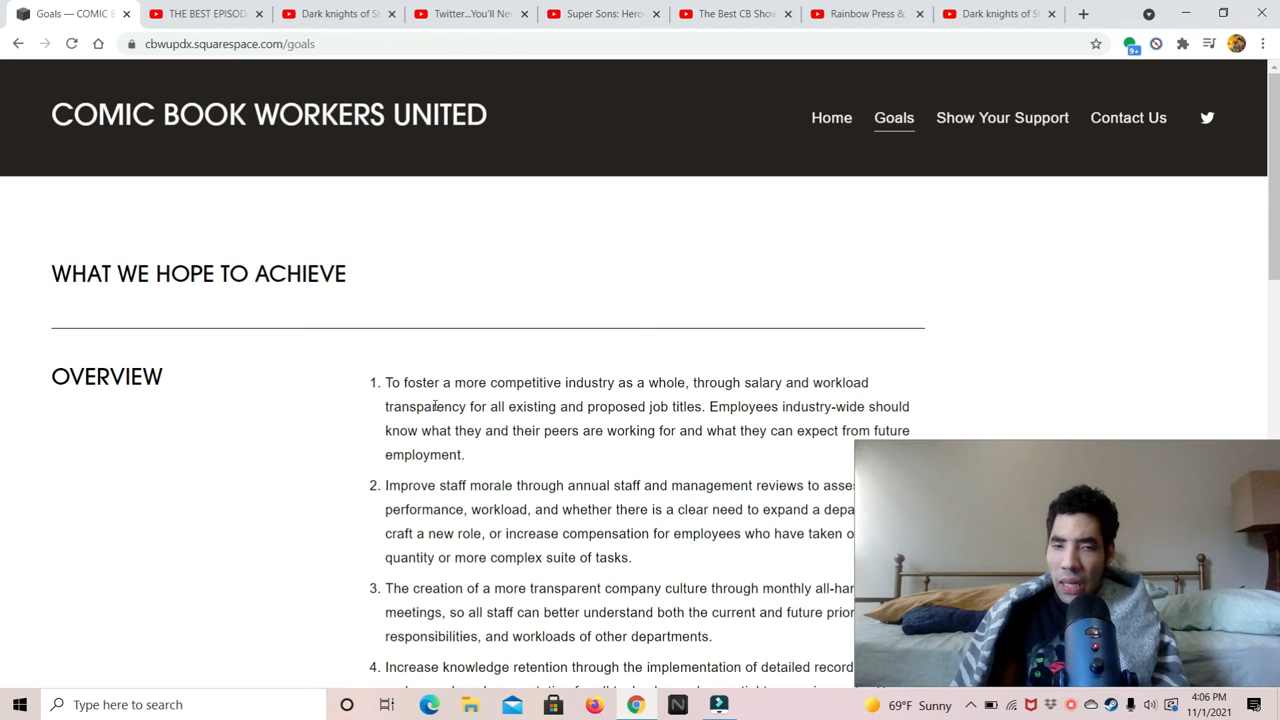 Goals — COMIC B
THE BEST EPISOD
Dark knights of S
Twitter...You'll Ne
Super Sons: Hero
The Best CB Show
Rainbow Press &
Dark knights of S
cbwupdx.squarespace.com/goals
9+
COMIC BOOK WORKERS UNITED
Home Goals Show Your Support Contact Us
WHAT WE HOPE TO ACHIEVE
OVERVIEW
1. To foster a more competitive industry as a whole, through salary and workload
transparency for all existing and proposed job titles. Employees industry-wide should
know what they and their peers are working for and what they can expect from future
employment.
2. Improve staff morale through annual staff and management reviews to asse
performance, workload, and whether there is a clear need to expand a depa
craft a new role, or increase compensation for employees who have taken o
quantity or more complex suite of tasks.
3. The creation of a more transparent company culture through monthly all-har
meetings, so all staff can better understand both the current and future prior
responsibilities, and workloads of other departments.
4. Increase knowledge retention through the implementation of detailed record
Type here to search
69°F Sunny
4:06 PM
11/1/2021